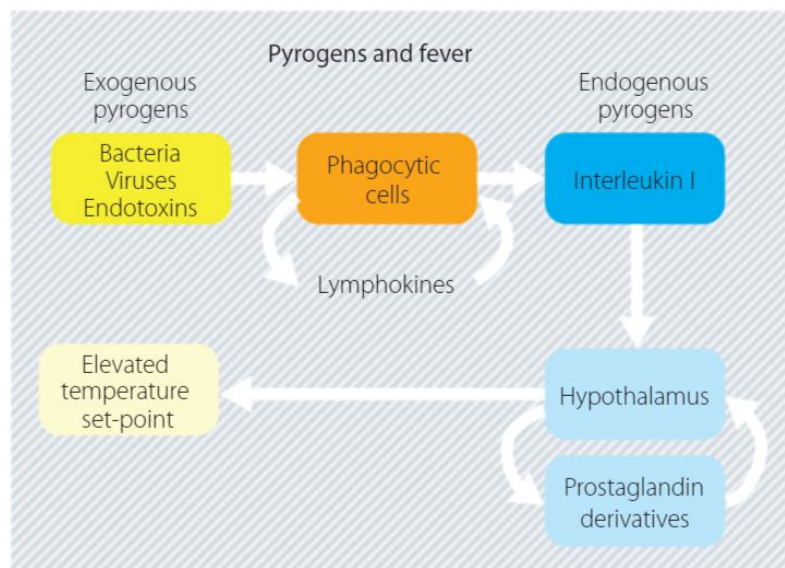 Pyrogens and fever
Exogenous
pyrogens
Endogenous
pyrogens
Bacteria
Viruses
Endotoxins
Phagocytic
cells
Interleukin I
Lymphokines
Elevated
temperature
set-point
Hypothalamus
Prostaglandin
derivatives